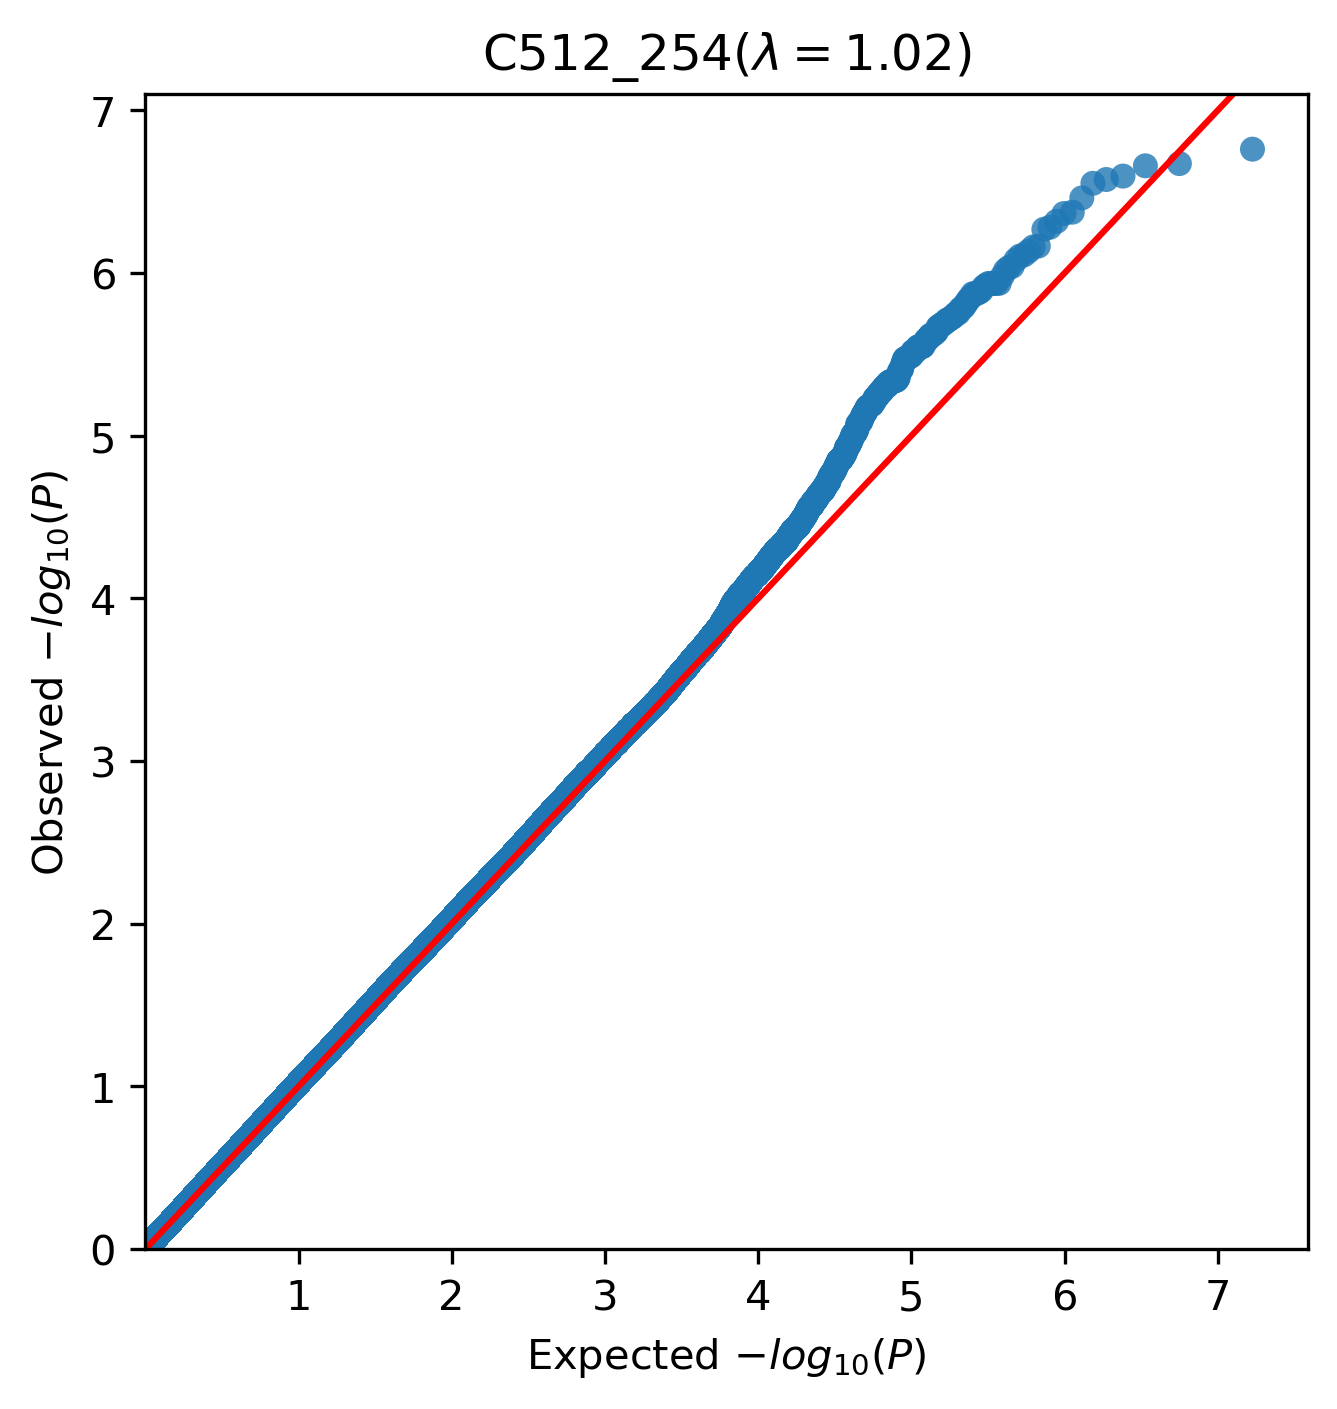 C512_254(λ = 1.02)
7
6
5
4
3
2
1
0
Observed −log₁₀(P)
1 2 3 4 5 6 7
Expected −log₁₀(P)